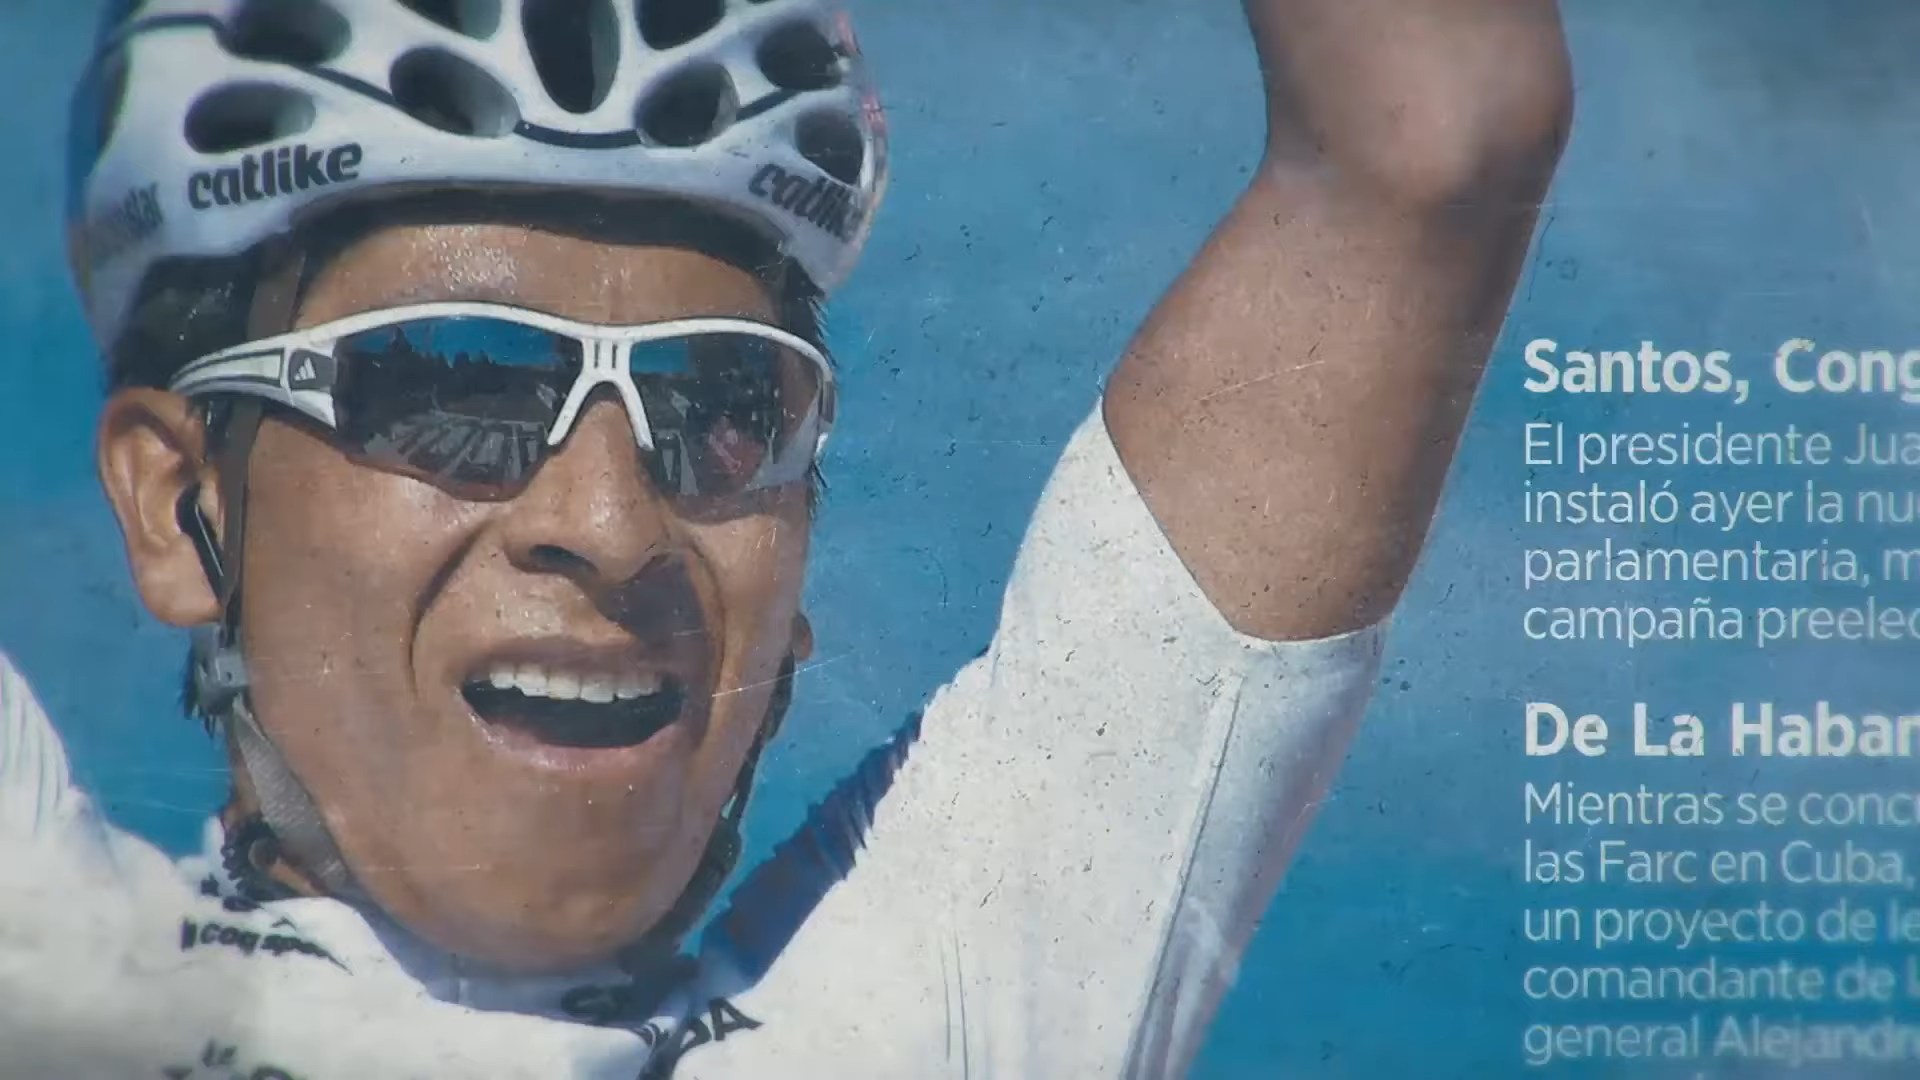 catlike
catlike
Santos, Cong
El presidente Jua
instaló ayer la nu
parlamentaria, m
campaña preelec
De La Haban
Mientras se conc
las Farc en Cuba,
un proyecto de le
comandante de l
general Alejandr